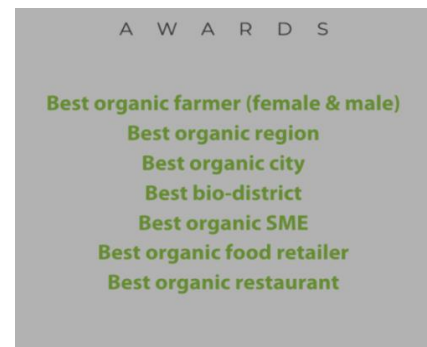 AWARDS
Best organic farmer (female & male)
Best organic region
Best organic city
Best bio-district
Best organic SME
Best organic food retailer
Best organic restaurant